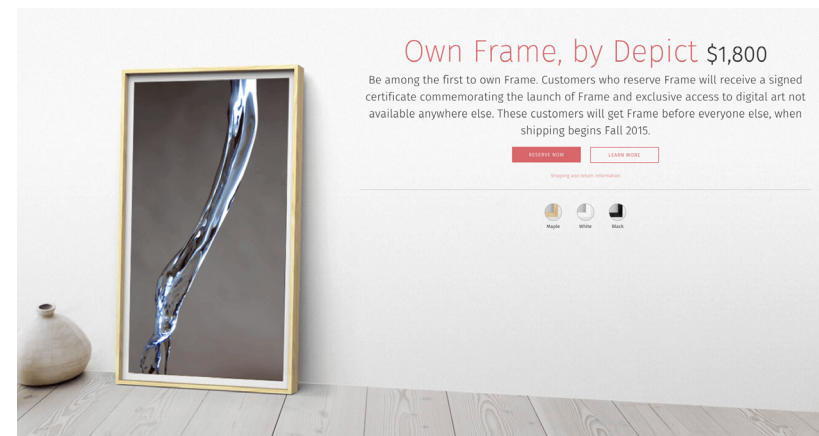 Own Frame, by Depict $1,800
Be among the first to own Frame. Customers who reserve Frame will receive a signed
certificate commemorating the launch of Frame and exclusive access to digital art not
available anywhere else. These customers will get Frame before everyone else, when
shipping begins Fall 2015.
RESERVE NOW LEARN MORE
Shipping and return information
Maple White Black